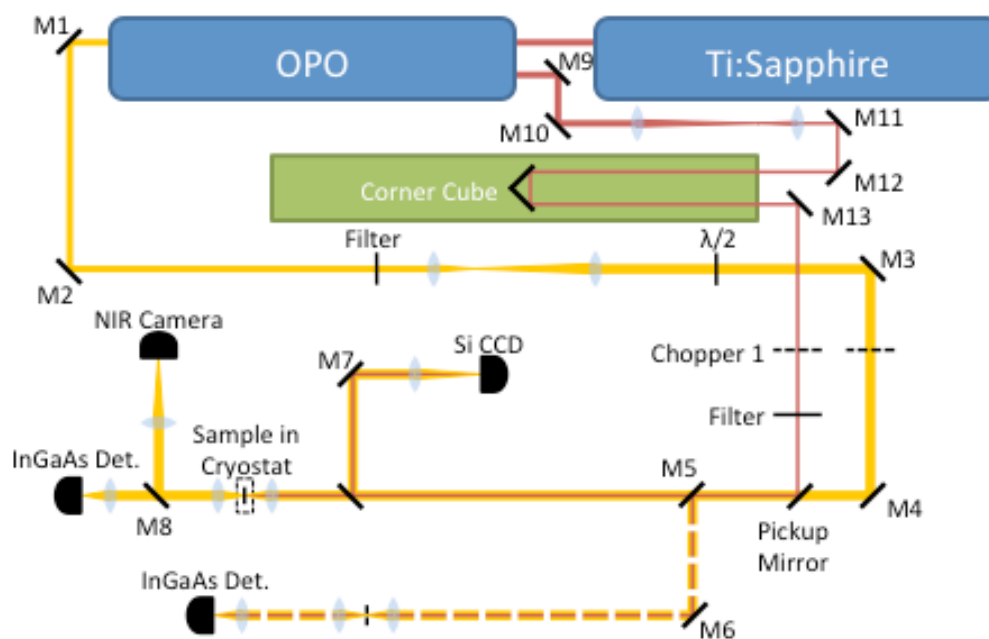 M1
OPO
M9
Ti:Sapphire
M10
M11
M12
Corner Cube
M13
Filter
λ/2
M3
M2
NIR Camera
M7
Si CCD
Chopper 1
Filter
Sample in
Cryostat
InGaAs Det.
M8
M5
M4
Pickup
Mirror
InGaAs Det.
M6